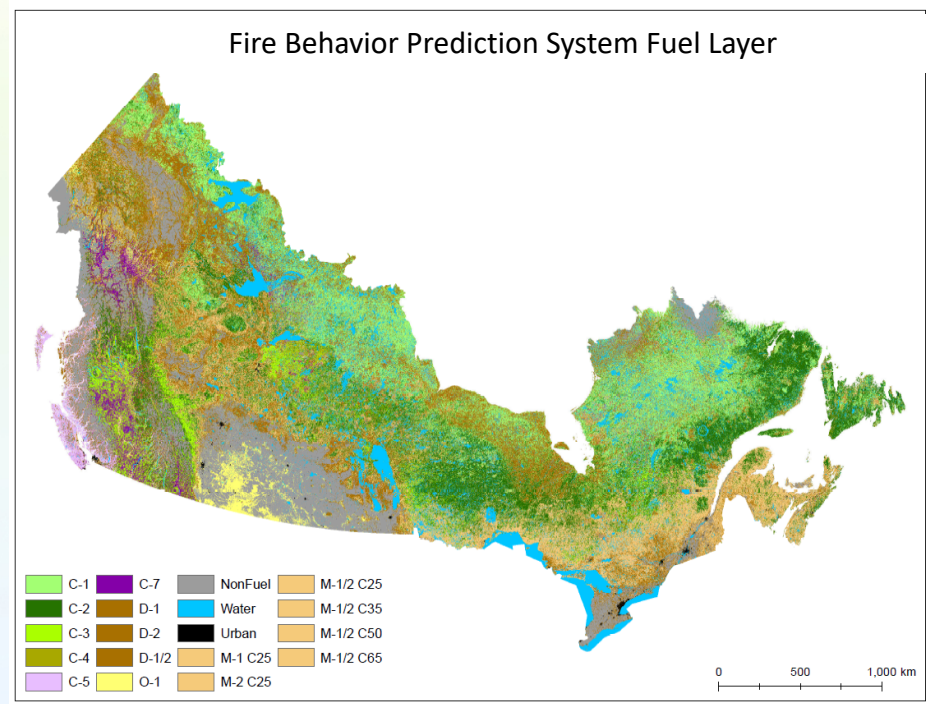 Fire Behavior Prediction System Fuel Layer
C-1 C-7 NonFuel M-1/2 C25
C-2 D-1 Water M-1/2 C35
C-3 D-2 Urban M-1/2 C50
C-4 D-1/2 M-1 C25 M-1/2 C65
C-5 O-1 M-2 C25
0 500 1,000 km